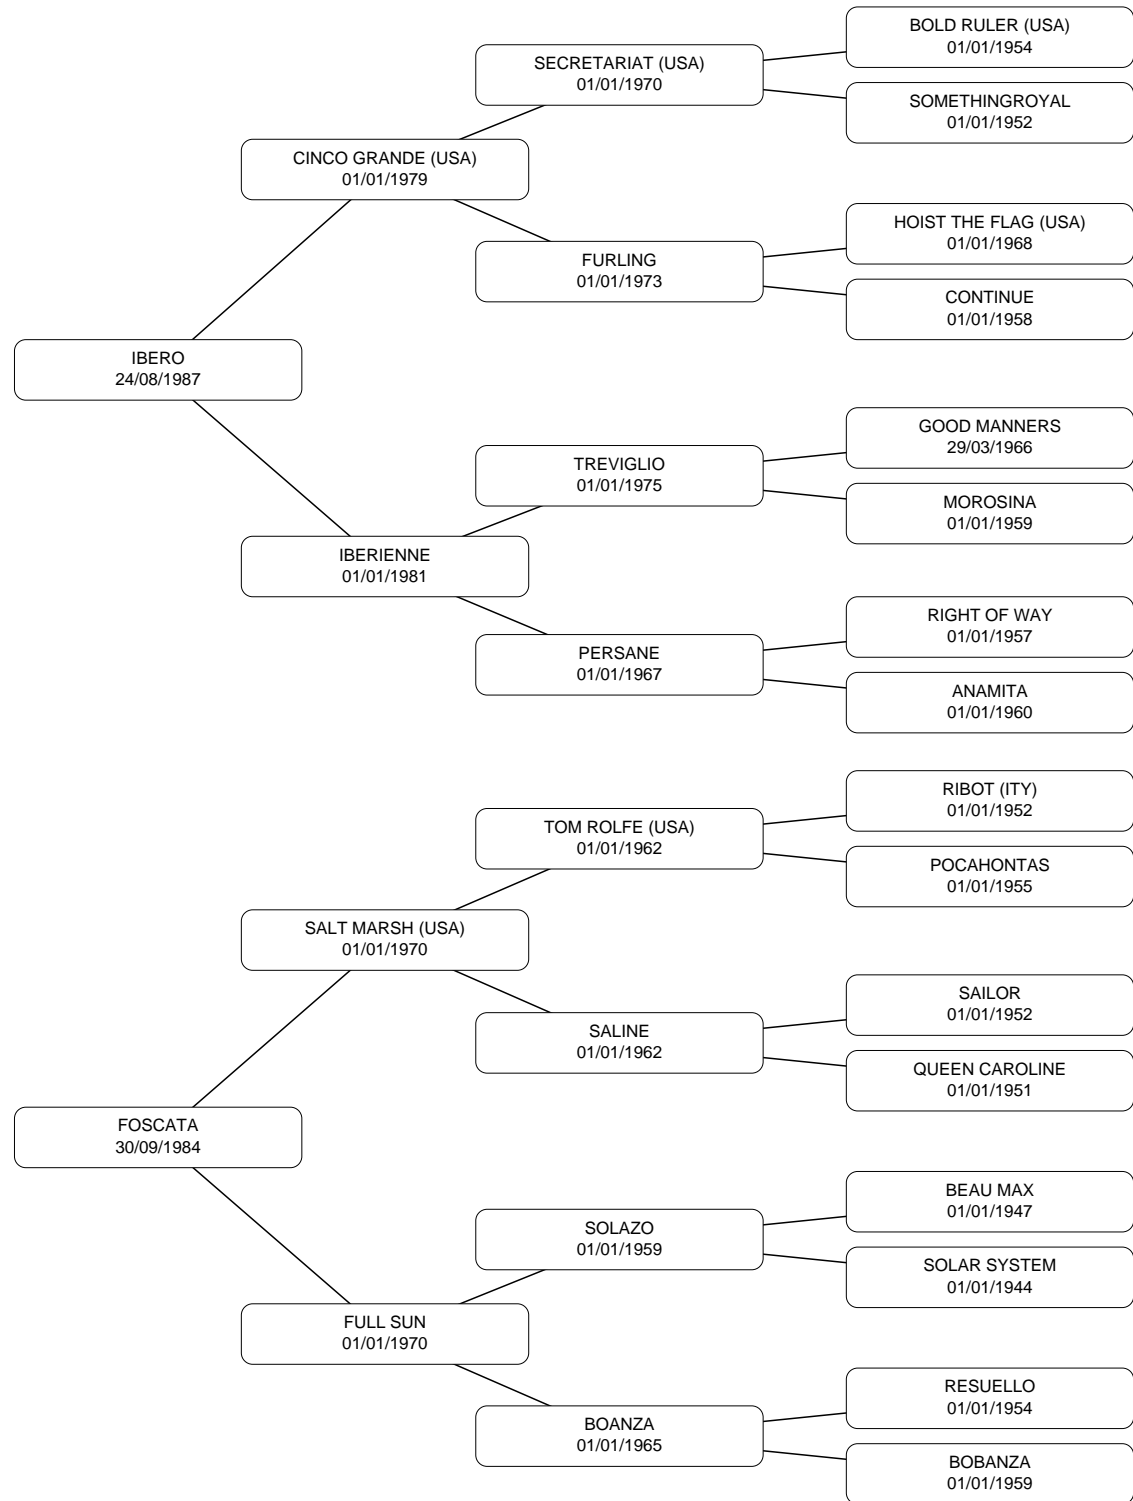 BOLD RULER (USA)
01/01/1954
SECRETARIAT (USA)
01/01/1970
SOMETHINGROYAL
01/01/1952
CINCO GRANDE (USA)
01/01/1979
HOIST THE FLAG (USA)
01/01/1968
FURLING
01/01/1973
CONTINUE
01/01/1958
IBERO
24/08/1987
GOOD MANNERS
29/03/1966
TREVIGLIO
01/01/1975
MOROSINA
01/01/1959
IBERIENNE
01/01/1981
RIGHT OF WAY
01/01/1957
PERSANE
01/01/1967
ANAMITA
01/01/1960
RIBOT (ITY)
01/01/1952
TOM ROLFE (USA)
01/01/1962
POCAHONTAS
01/01/1955
SALT MARSH (USA)
01/01/1970
SAILOR
01/01/1952
SALINE
01/01/1962
QUEEN CAROLINE
01/01/1951
FOSCATA
30/09/1984
BEAU MAX
01/01/1947
SOLAZO
01/01/1959
SOLAR SYSTEM
01/01/1944
FULL SUN
01/01/1970
RESUELLO
01/01/1954
BOANZA
01/01/1965
BOBANZA
01/01/1959